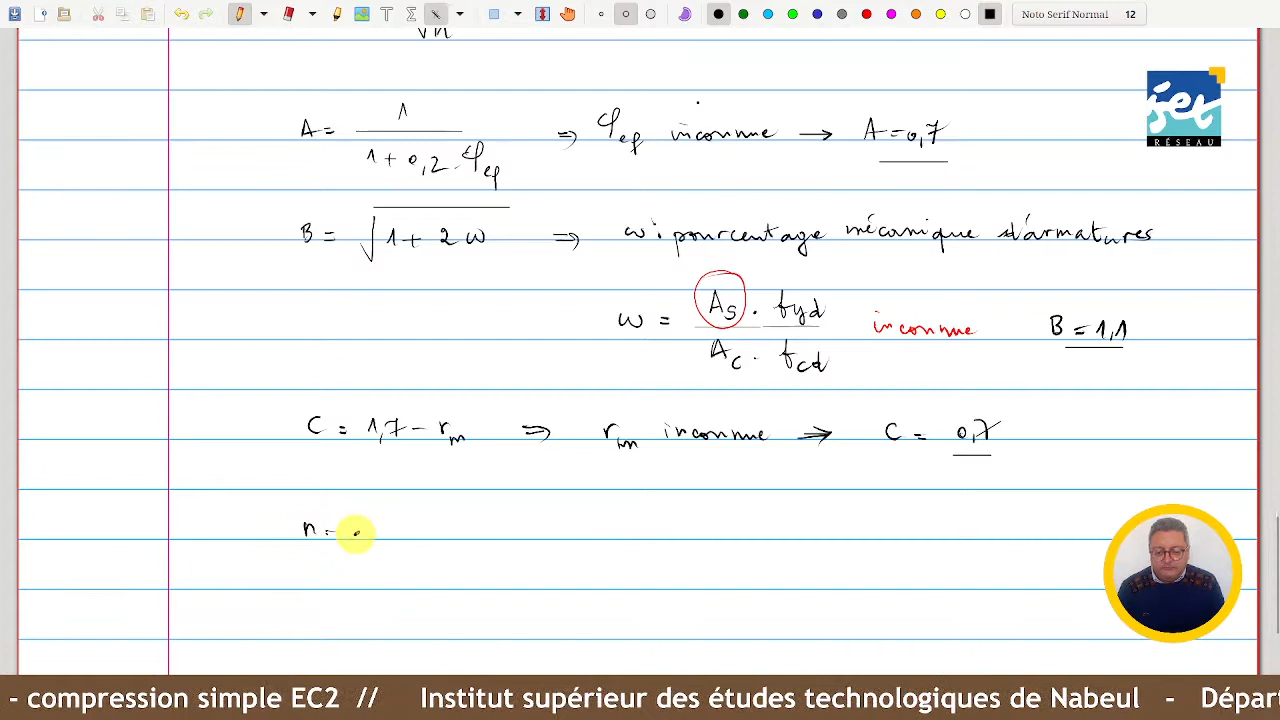 Noto Serif Normal 12
√n
A = 1 / (1 + 0,2 . φef) ⇒ φef inconnue → A = 0,7
iset
RÉSEAU
B = √(1 + 2 ω) ⇒ ω : pourcentage mécanique d'armatures
ω = (As . fyd) / (Ac . fcd) inconnue B = 1,1
C = 1,7 - rm ⇒ rm inconnue → C = 0,7
n =
- compression simple EC2 // Institut supérieur des études technologiques de Nabeul - Dépar